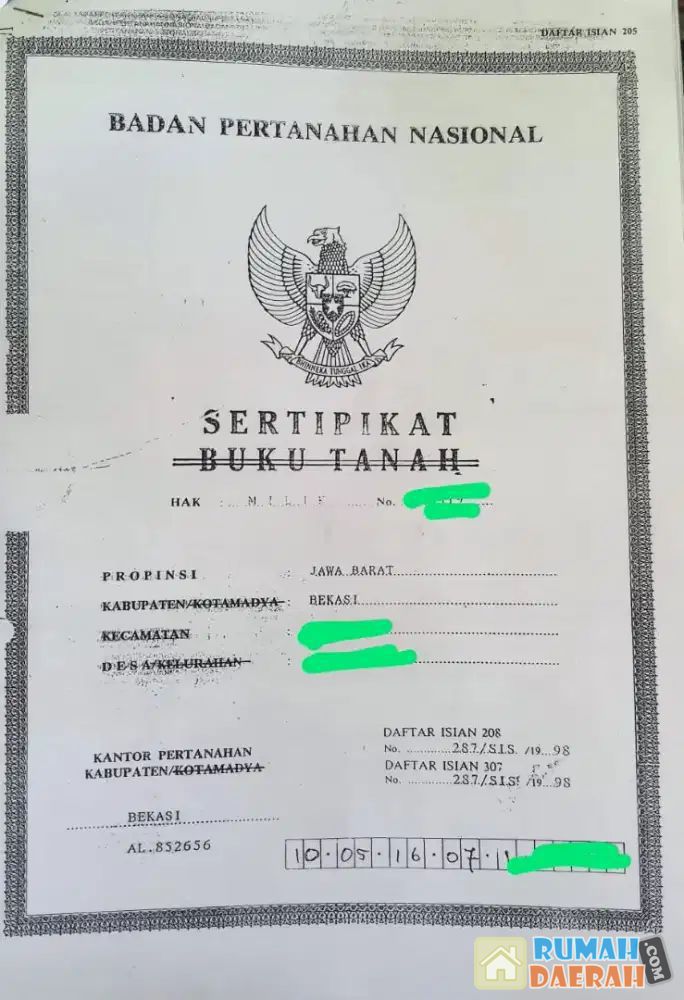 DAFTAR ISIAN 205
BADAN PERTANAHAN NASIONAL
BHINNEKA TUNGGAL IKA
SERTIPIKAT
BUKU TANAH
HAK : MILIK No.
PROPINSI : JAWA BARAT
KABUPATEN/KOTAMADYA : BEKASI
KECAMATAN :
DESA/KELURAHAN :
DAFTAR ISIAN 208
No. 287./S.I.S. /19 98
DAFTAR ISIAN 307
No. 287./S.I.S. /19 98
KANTOR PERTANAHAN
KABUPATEN/KOTAMADYA
BEKASI
AL.852656
10.05.16.07.1
RUMAH
DAERAH.COM